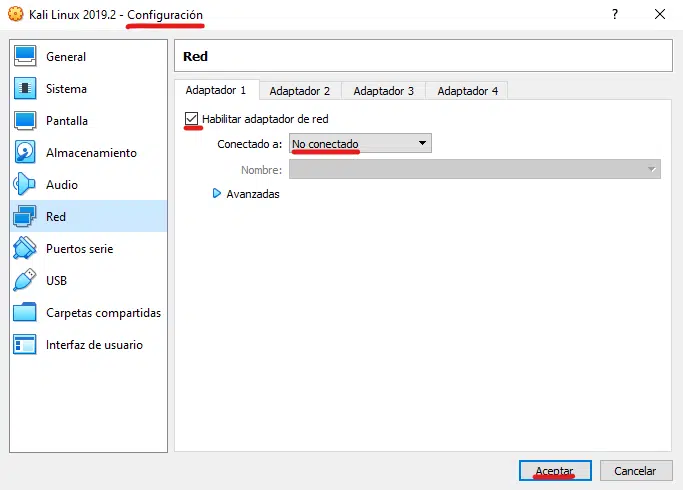 Kali Linux 2019.2 - Configuración
?
General
Sistema
Pantalla
Almacenamiento
Audio
Red
Puertos serie
USB
Carpetas compartidas
Interfaz de usuario
Red
Adaptador 1 Adaptador 2 Adaptador 3 Adaptador 4
Habilitar adaptador de red
Conectado a: No conectado
Nombre:
Avanzadas
Aceptar Cancelar